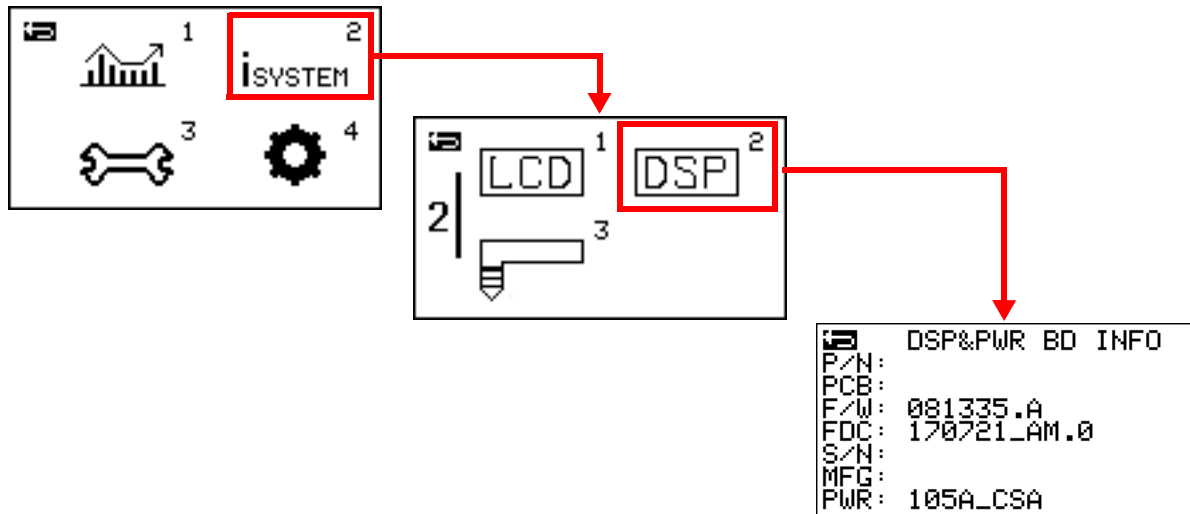 1
2
iSYSTEM
3
4
1
2
LCD
DSP
2
3
DSP&PWR BD INFO
P/N:
PCB:
F/W: 081335.A
FDC: 170721_AM.0
S/N:
MFG:
PWR: 105A_CSA